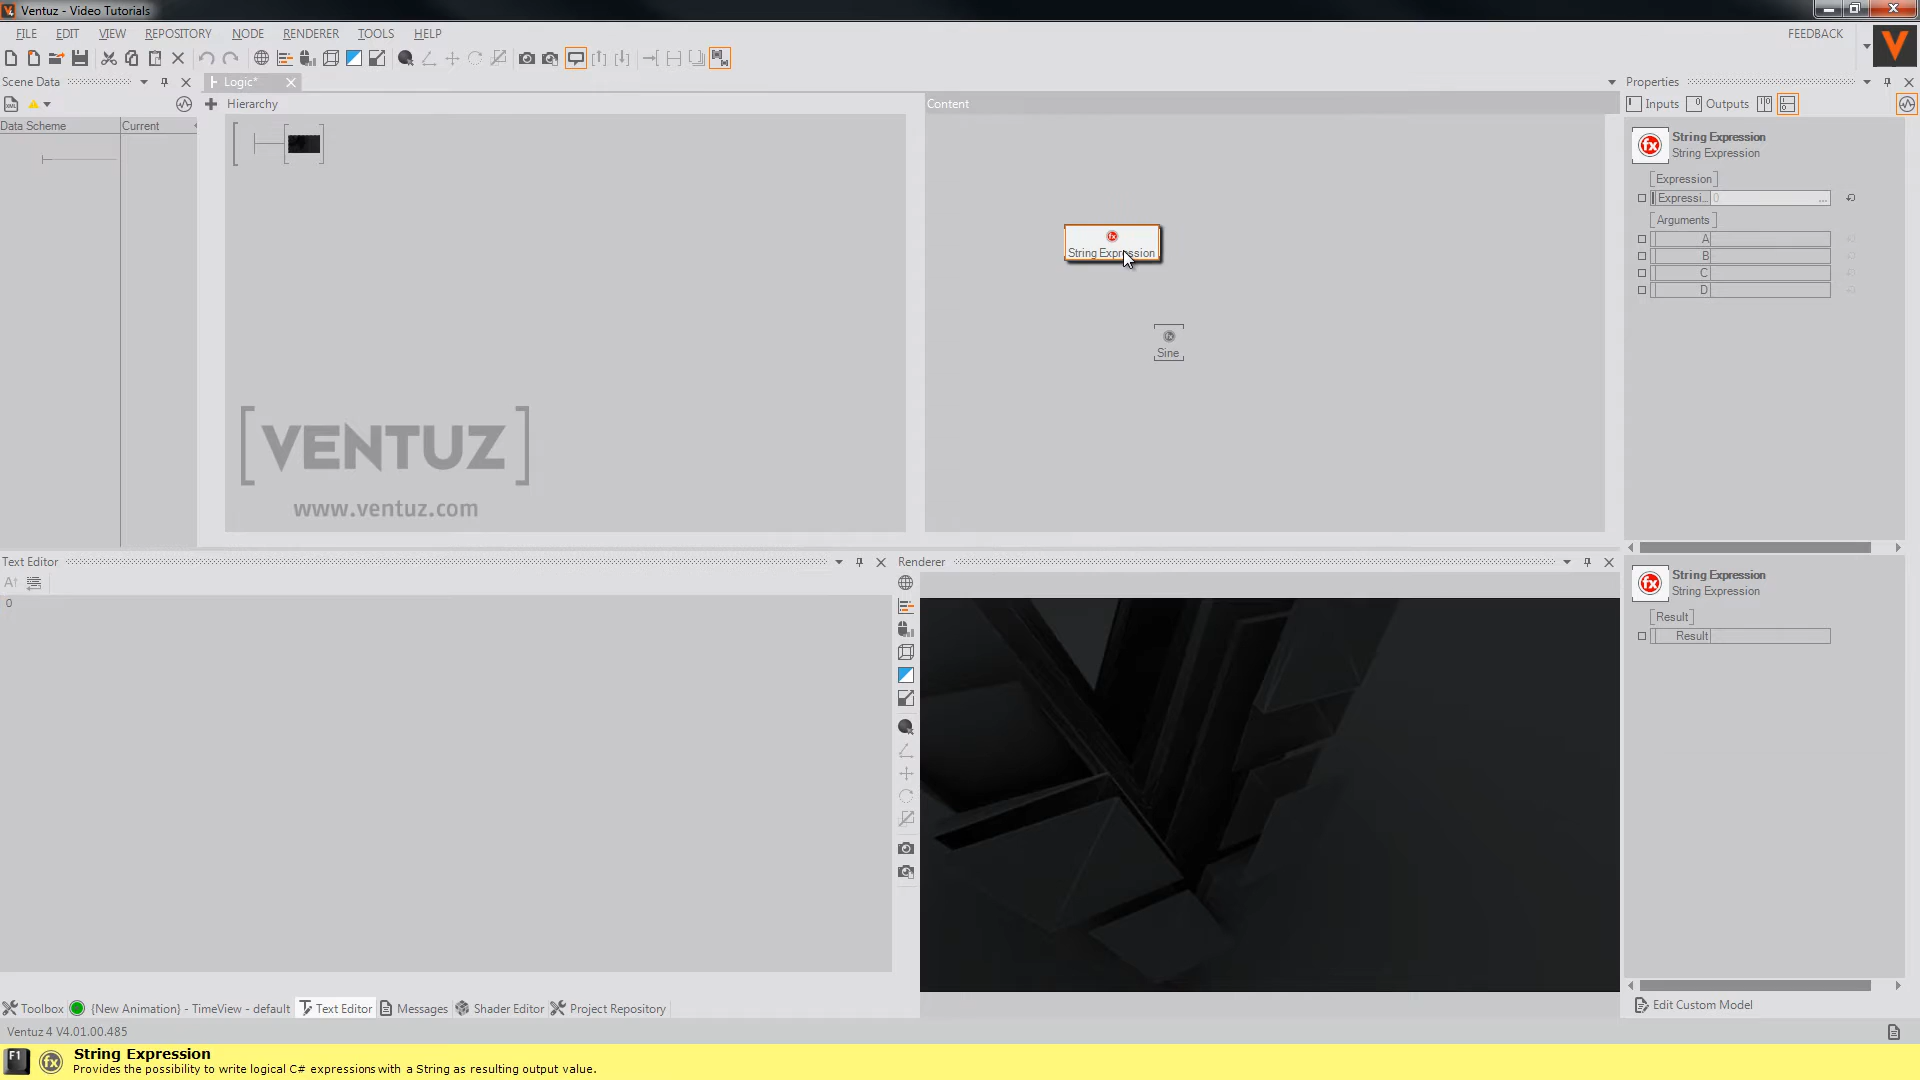 Ventuz - Video Tutorials
FILE EDIT VIEW REPOSITORY NODE RENDERER TOOLS HELP
FEEDBACK
Scene Data
Logic*
Properties
Hierarchy
Content
Inputs Outputs
Data Scheme Current
String Expression
String Expression
[Expression]
Expressi... 0 ...
[Arguments]
A
B
C
D
String Expression
Sine
[VENTUZ]
www.ventuz.com
Text Editor
Renderer
0
String Expression
String Expression
[Result]
Result
Toolbox {New Animation} - TimeView - default Text Editor Messages Shader Editor Project Repository
Edit Custom Model
Ventuz 4 V4.01.00.485
F1 String Expression
Provides the possibility to write logical C# expressions with a String as resulting output value.